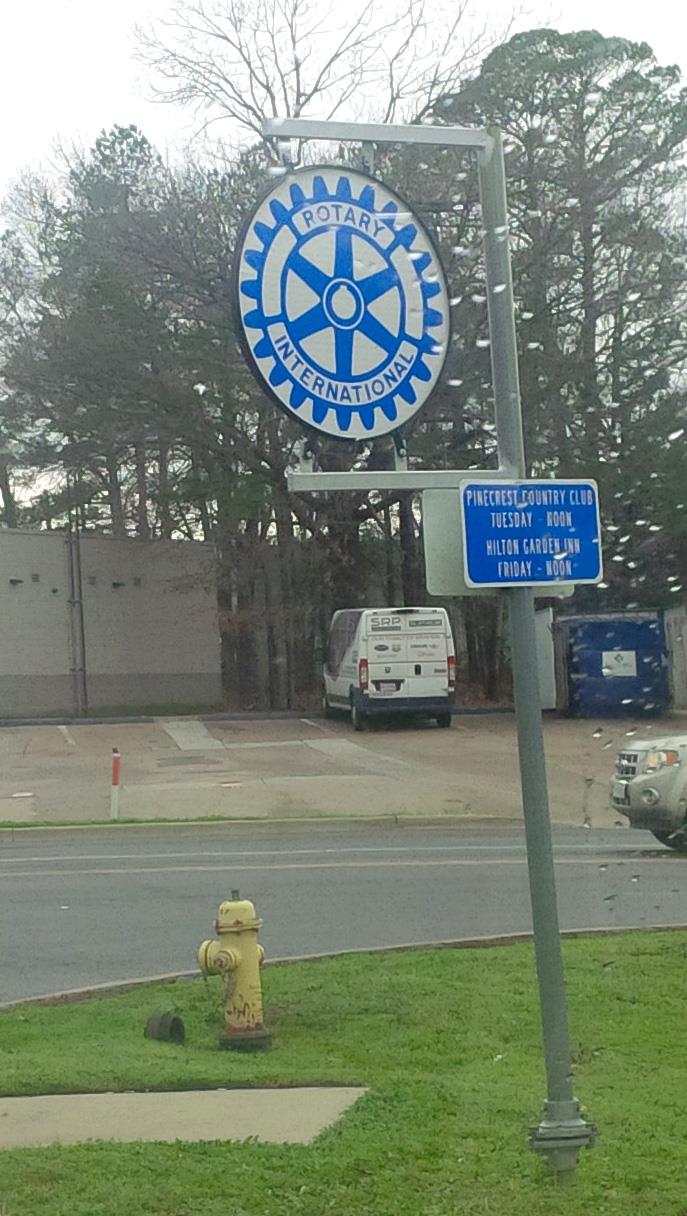 ROTARY
INTERNATIONAL
PINECREST COUNTRY CLUB
TUESDAY - NOON
HILTON GARDEN INN
FRIDAY - NOON
SRP